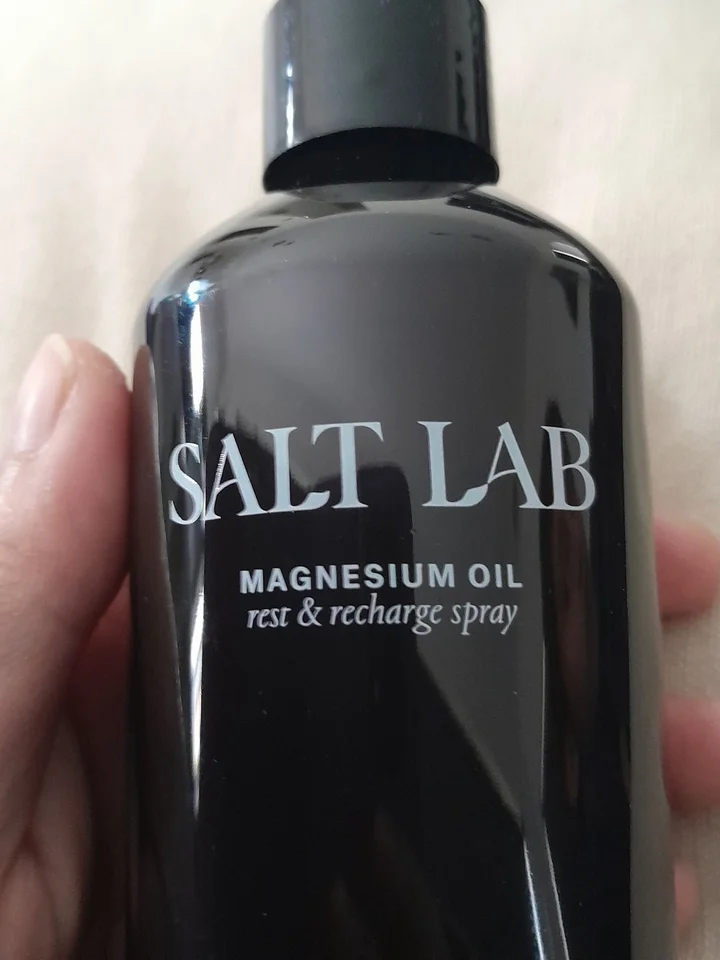 SALT LAB
MAGNESIUM OIL
rest & recharge spray